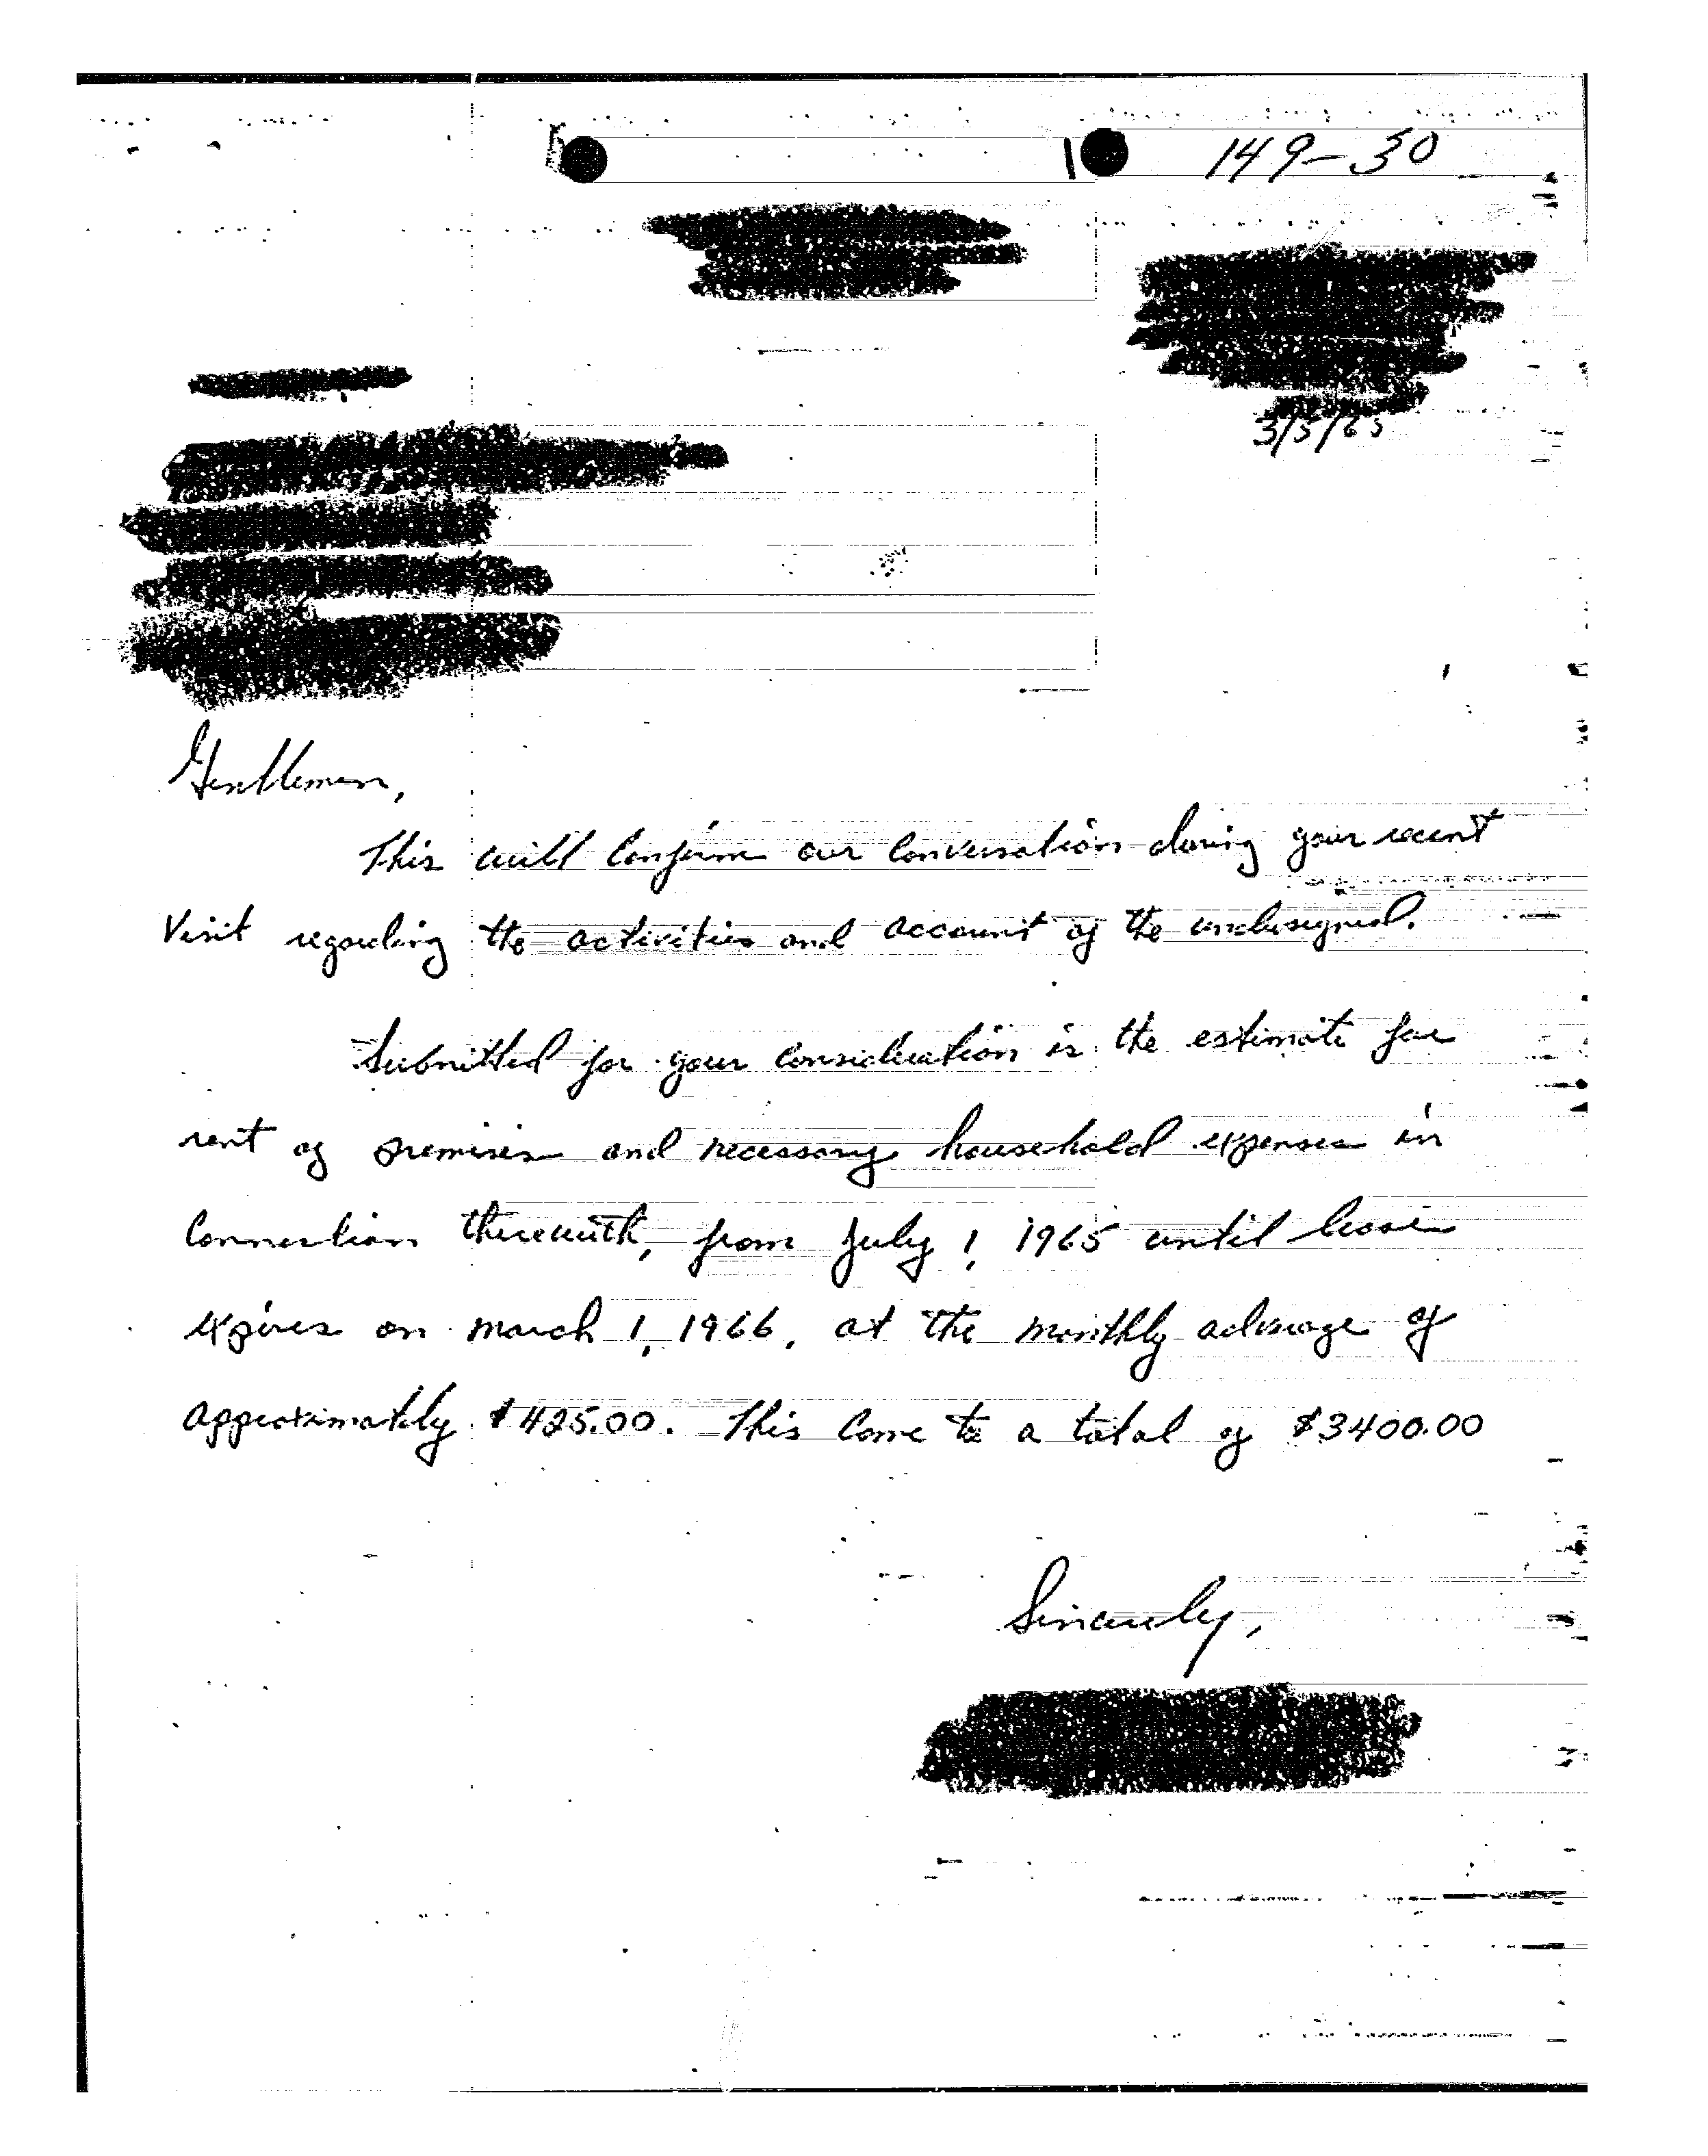 149-30
3/5/65
Gentlemen,
This will confirm our conversation during your recent
visit regarding the activities and account of the undersigned.
Submitted for your consideration is the estimate for
rent of premises and necessary household expenses in
connection therewith, from July 1, 1965 until lease
expires on march 1, 1966, at the monthly average of
approximately $425.00. This come to a total of $3400.00
Sincerely,